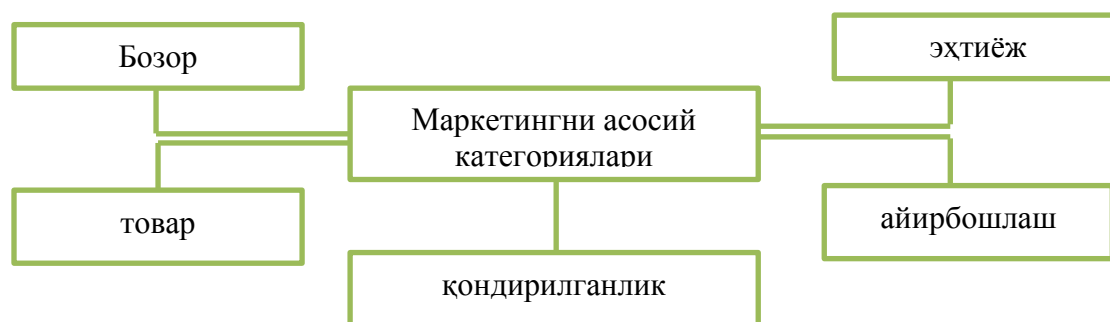 Бозор
эҳтиёж
Маркетингни асосий
категориялари
товар
айирбошлаш
қондирилганлик